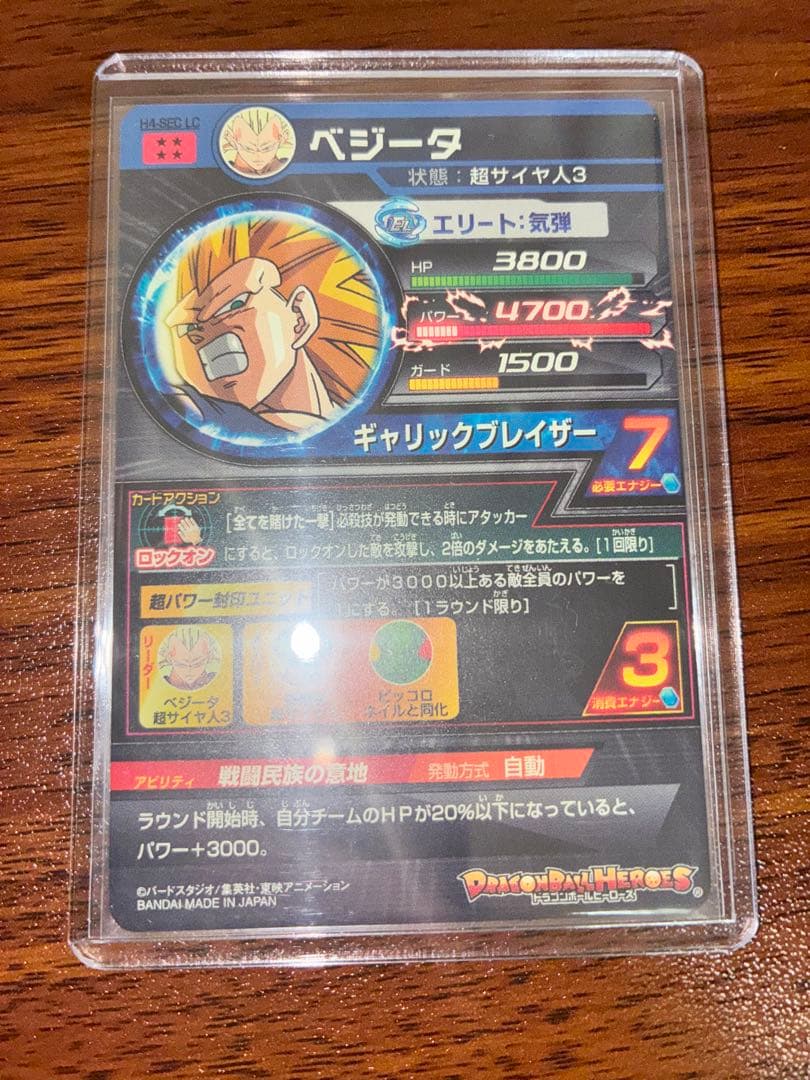 H4-SEC LC
ベジータ
状態：超サイヤ人3
エリート：気弾
HP 3800
パワー 4700
ガード 1500
ギャリックブレイザー 7
必要エナジー
カードアクション
ロックオン
[全てを賭けた一撃]必殺技が発動できる時にアタッカー
にすると、ロックオンした敵を攻撃し、2倍のダメージをあたえる。[1回限り]
超パワー封印ユニット
パワーが3000以上ある敵全員のパワーを
1にする。[1ラウンド限り]
リーダー
ベジータ
超サイヤ人3
ピッコロ
ネイルと同化
3
消費エナジー
アビリティ 戦闘民族の意地 発動方式 自動
ラウンド開始時、自分チームのHPが20%以下になっていると、
パワー＋3000。
©バードスタジオ/集英社・東映アニメーション
BANDAI MADE IN JAPAN
DRAGONBALL HEROES
ドラゴンボールヒーローズ